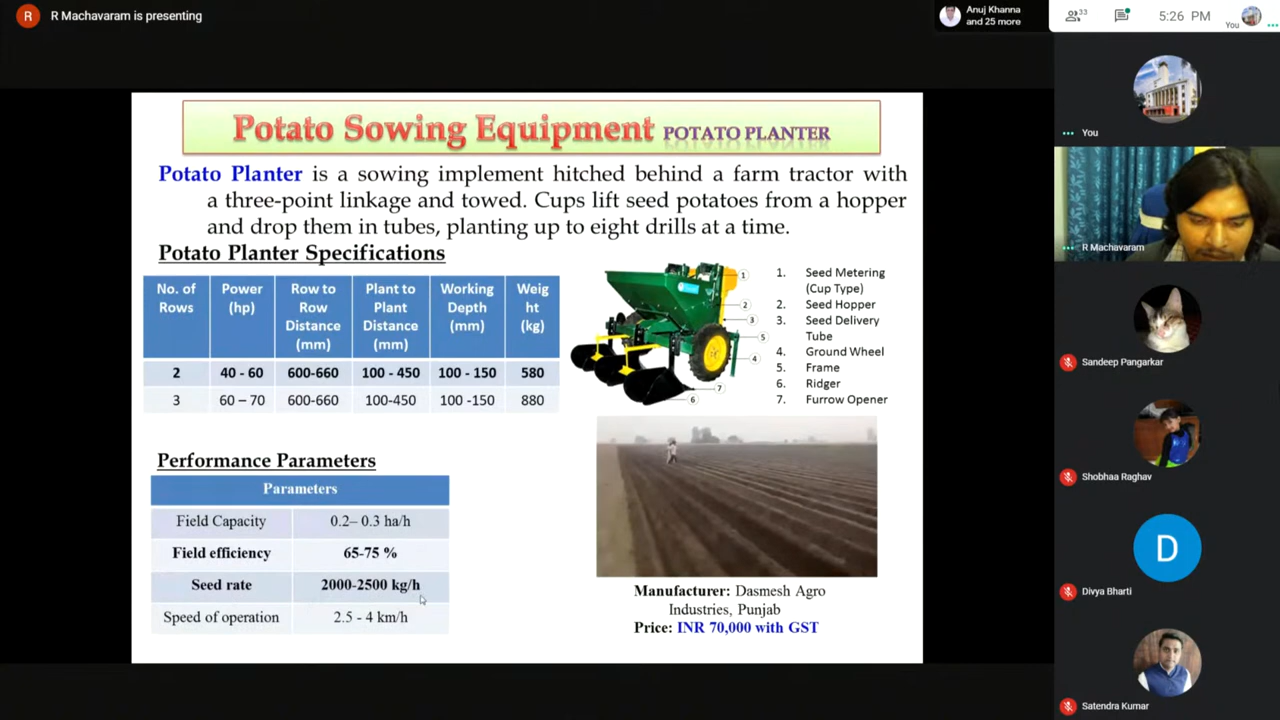 R Machavaram is presenting
Anuj Khanna
and 25 more
33
5:26 PM
You
Potato Sowing Equipment POTATO PLANTER
Potato Planter is a sowing implement hitched behind a farm tractor with
a three-point linkage and towed. Cups lift seed potatoes from a hopper
and drop them in tubes, planting up to eight drills at a time.
Potato Planter Specifications
No. of Rows Power (hp) Row to Row Distance (mm) Plant to Plant Distance (mm) Working Depth (mm) Weig ht (kg)
2 40 - 60 600-660 100 - 450 100 - 150 580
3 60 – 70 600-660 100-450 100 -150 880
1
2
3
5
4
7
6
1. Seed Metering
(Cup Type)
2. Seed Hopper
3. Seed Delivery
Tube
4. Ground Wheel
5. Frame
6. Ridger
7. Furrow Opener
Performance Parameters
Parameters
Field Capacity 0.2– 0.3 ha/h
Field efficiency 65-75 %
Seed rate 2000-2500 kg/h
Speed of operation 2.5 - 4 km/h
Manufacturer: Dasmesh Agro
Industries, Punjab
Price: INR 70,000 with GST
You
R Machavaram
Sandeep Pangarkar
Shobhaa Raghav
D
Divya Bharti
Satendra Kumar
R